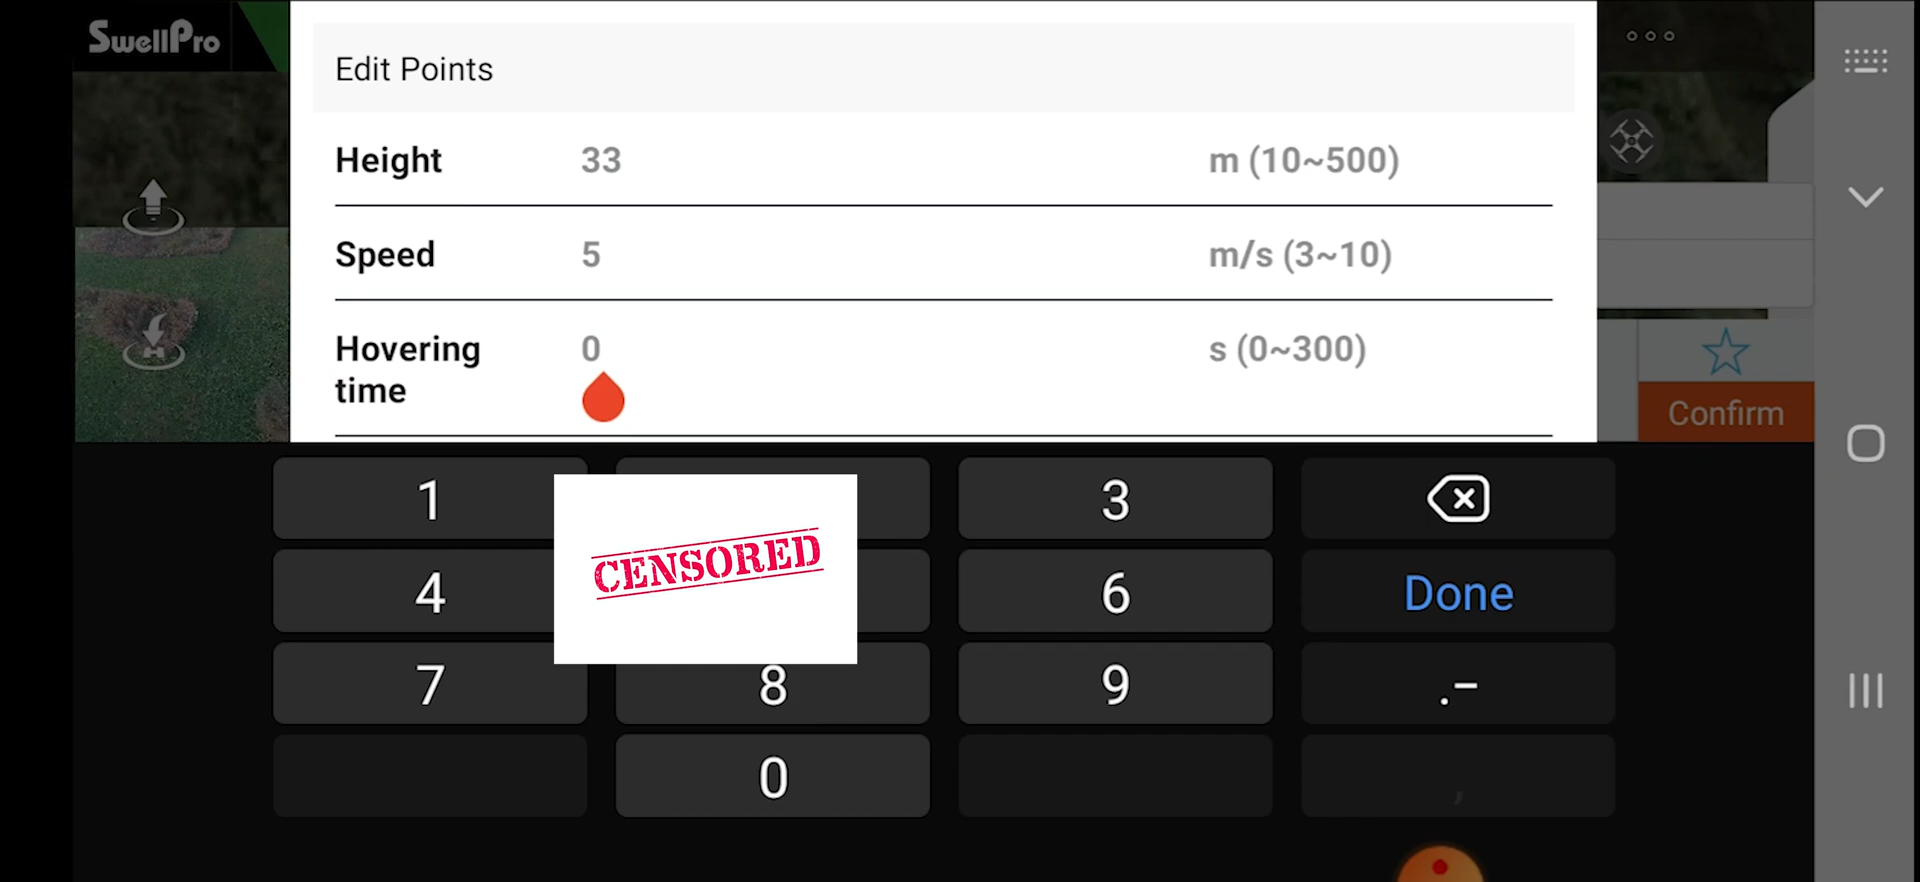 SwellPro
Edit Points
Height 33 m (10~500)
Speed 5 m/s (3~10)
Hovering time 0 s (0~300)
Confirm
1 3
CENSORED
4 6 Done
7 8 9 .-
0 ,